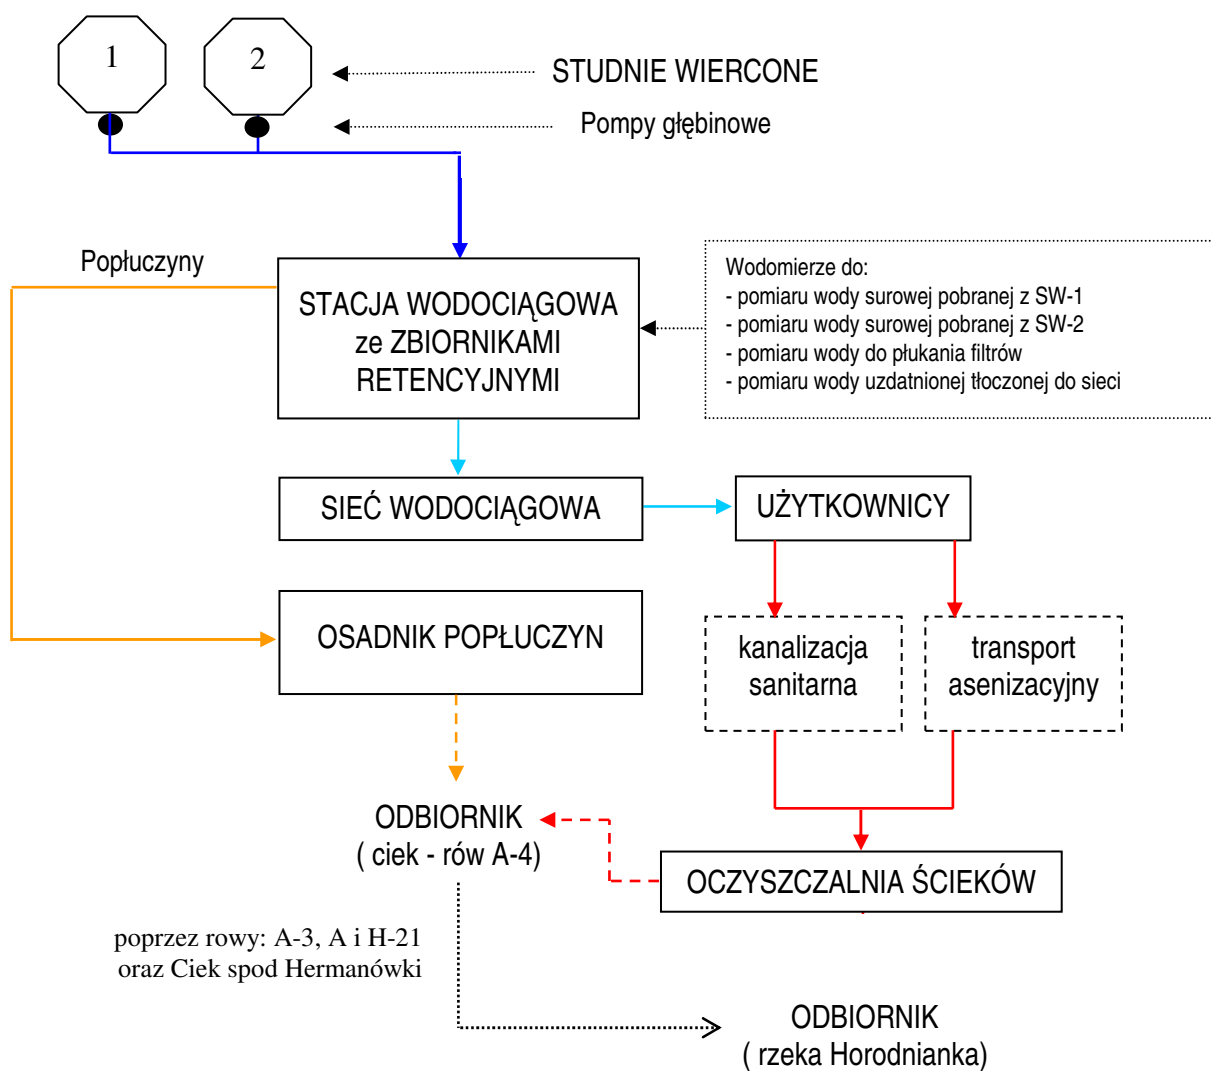 1
2
STUDNIE WIERCONE
Pompy głębinowe
Popłuczyny
STACJA WODOCIĄGOWA
ze ZBIORNIKAMI
RETENCYJNYMI
Wodomierze do:
- pomiaru wody surowej pobranej z SW-1
- pomiaru wody surowej pobranej z SW-2
- pomiaru wody do płukania filtrów
- pomiaru wody uzdatnionej tłoczonej do sieci
SIEĆ WODOCIĄGOWA
UŻYTKOWNICY
OSADNIK POPŁUCZYN
kanalizacja
sanitarna
transport
asenizacyjny
ODBIORNIK
( ciek - rów A-4)
OCZYSZCZALNIA ŚCIEKÓW
poprzez rowy: A-3, A i H-21
oraz Ciek spod Hermanówki
ODBIORNIK
( rzeka Horodnianka)